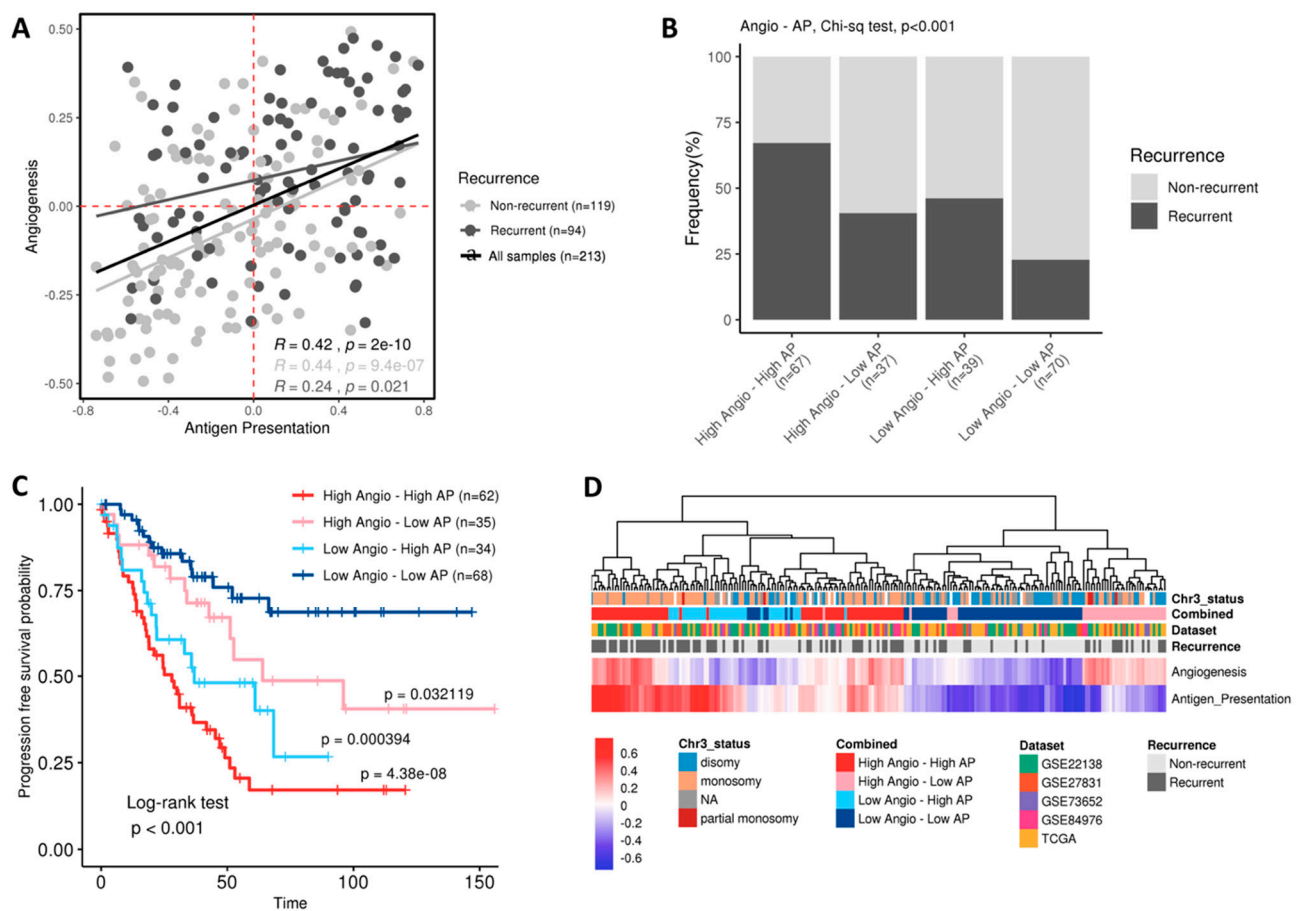 A
0.50
0.25
0.00
-0.25
-0.50
Angiogenesis
-0.8
-0.4
0.0
0.4
0.8
Antigen Presentation
R = 0.42 , p = 2e-10
R = 0.44 , p = 9.4e-07
R = 0.24 , p = 0.021
Recurrence
Non-recurrent (n=119)
Recurrent (n=94)
a All samples (n=213)
B
Angio - AP, Chi-sq test, p<0.001
100
75
50
25
0
Frequency(%)
High Angio - High AP
(n=67)
High Angio - Low AP
(n=37)
Low Angio - High AP
(n=39)
Low Angio - Low AP
(n=70)
Recurrence
Non-recurrent
Recurrent
C
1.00
0.75
0.50
0.25
0.00
Progression free survival probability
High Angio - High AP (n=62)
High Angio - Low AP (n=35)
Low Angio - High AP (n=34)
Low Angio - Low AP (n=68)
p = 0.032119
p = 0.000394
p = 4.38e-08
Log-rank test
p < 0.001
0
50
100
150
Time
D
Chr3_status
Combined
Dataset
Recurrence
Angiogenesis
Antigen_Presentation
0.6
0.4
0.2
0
-0.2
-0.4
-0.6
Chr3_status
disomy
monosomy
NA
partial monosomy
Combined
High Angio - High AP
High Angio - Low AP
Low Angio - High AP
Low Angio - Low AP
Dataset
GSE22138
GSE27831
GSE73652
GSE84976
TCGA
Recurrence
Non-recurrent
Recurrent